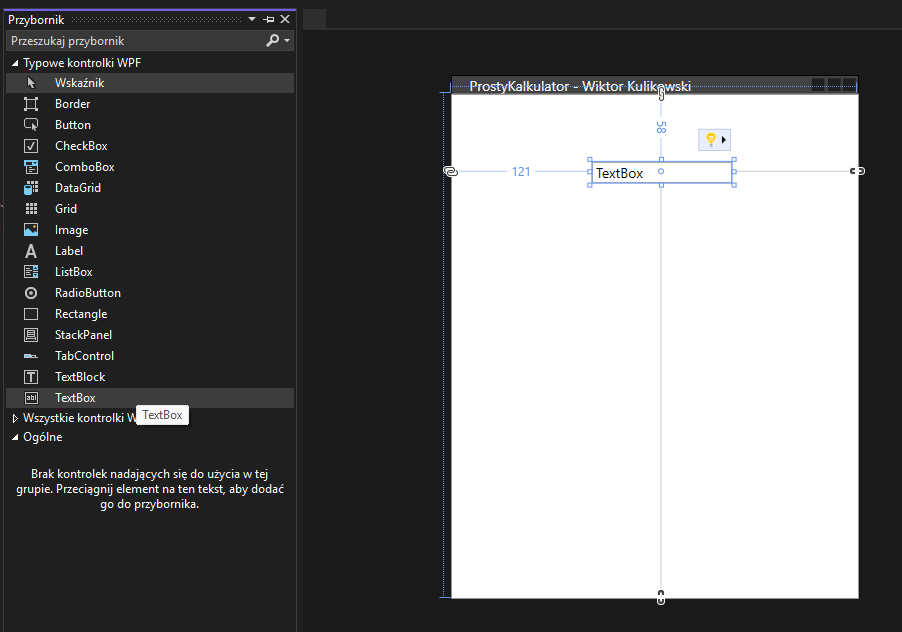 Przybornik
Przeszukaj przybornik
Typowe kontrolki WPF
Wskaźnik
Border
Button
CheckBox
ComboBox
DataGrid
Grid
Image
Label
ListBox
RadioButton
Rectangle
StackPanel
TabControl
TextBlock
TextBox
Wszystkie kontrolki W
TextBox
Ogólne
Brak kontrolek nadających się do użycia w tej
grupie. Przeciągnij element na ten tekst, aby dodać
go do przybornika.
ProstyKalkulator - Wiktor Kulikowski
58
121
TextBox